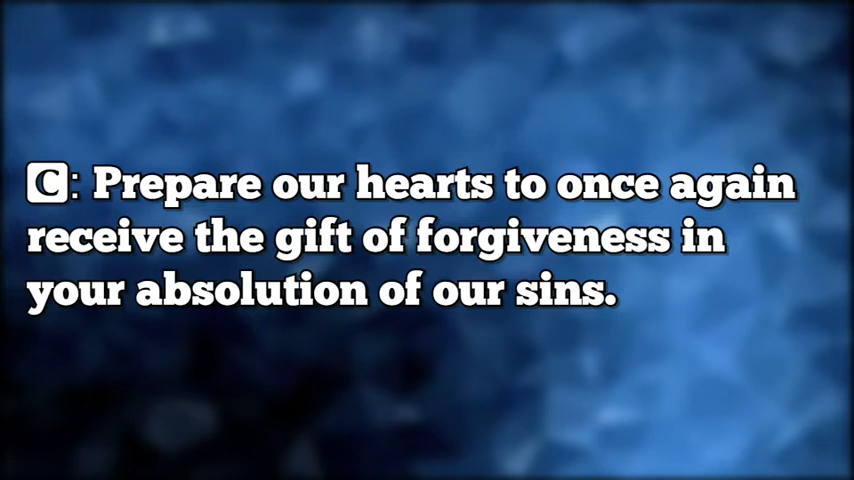 C: Prepare our hearts to once again
receive the gift of forgiveness in
your absolution of our sins.